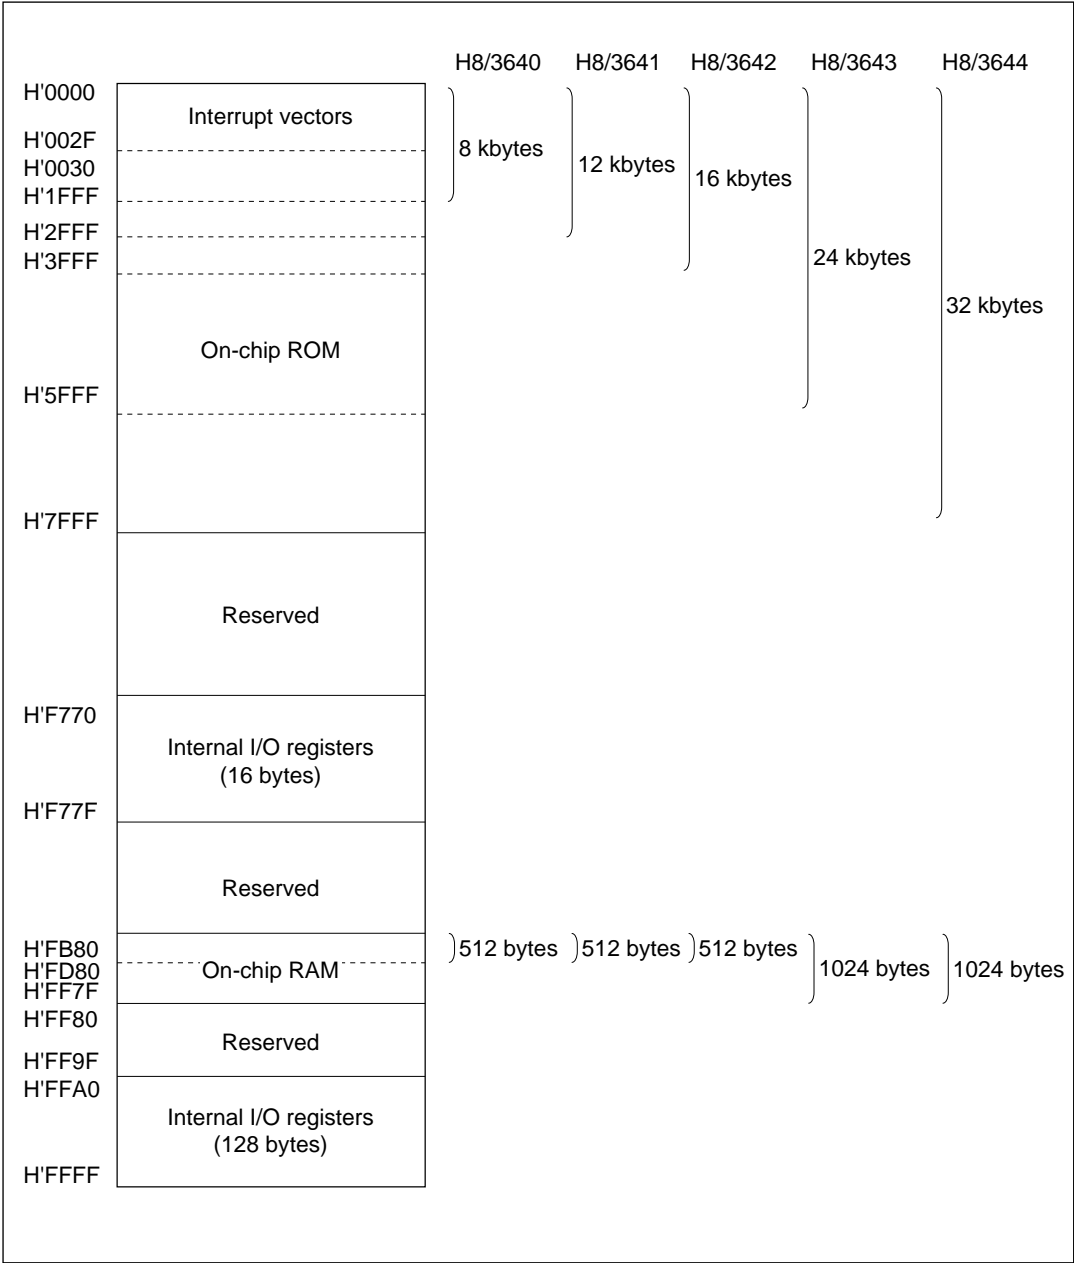 H8/3640 H8/3641 H8/3642 H8/3643 H8/3644
H'0000
Interrupt vectors
H'002F
8 kbytes
12 kbytes
H'0030
16 kbytes
H'1FFF
H'2FFF
H'3FFF
24 kbytes
32 kbytes
On-chip ROM
H'5FFF
H'7FFF
Reserved
H'F770
Internal I/O registers
(16 bytes)
H'F77F
Reserved
H'FB80
512 bytes 512 bytes 512 bytes
H'FD80
On-chip RAM
1024 bytes 1024 bytes
H'FF7F
H'FF80
Reserved
H'FF9F
H'FFA0
Internal I/O registers
(128 bytes)
H'FFFF